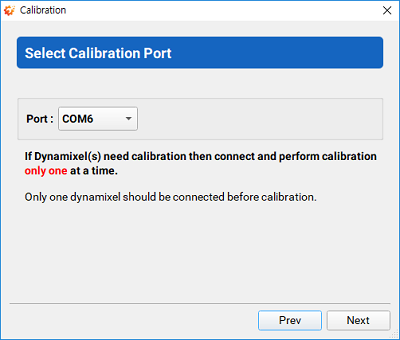 Calibration
Select Calibration Port
Port : COM6
If Dynamixel(s) need calibration then connect and perform calibration
only one at a time.
Only one dynamixel should be connected before calibration.
Prev Next